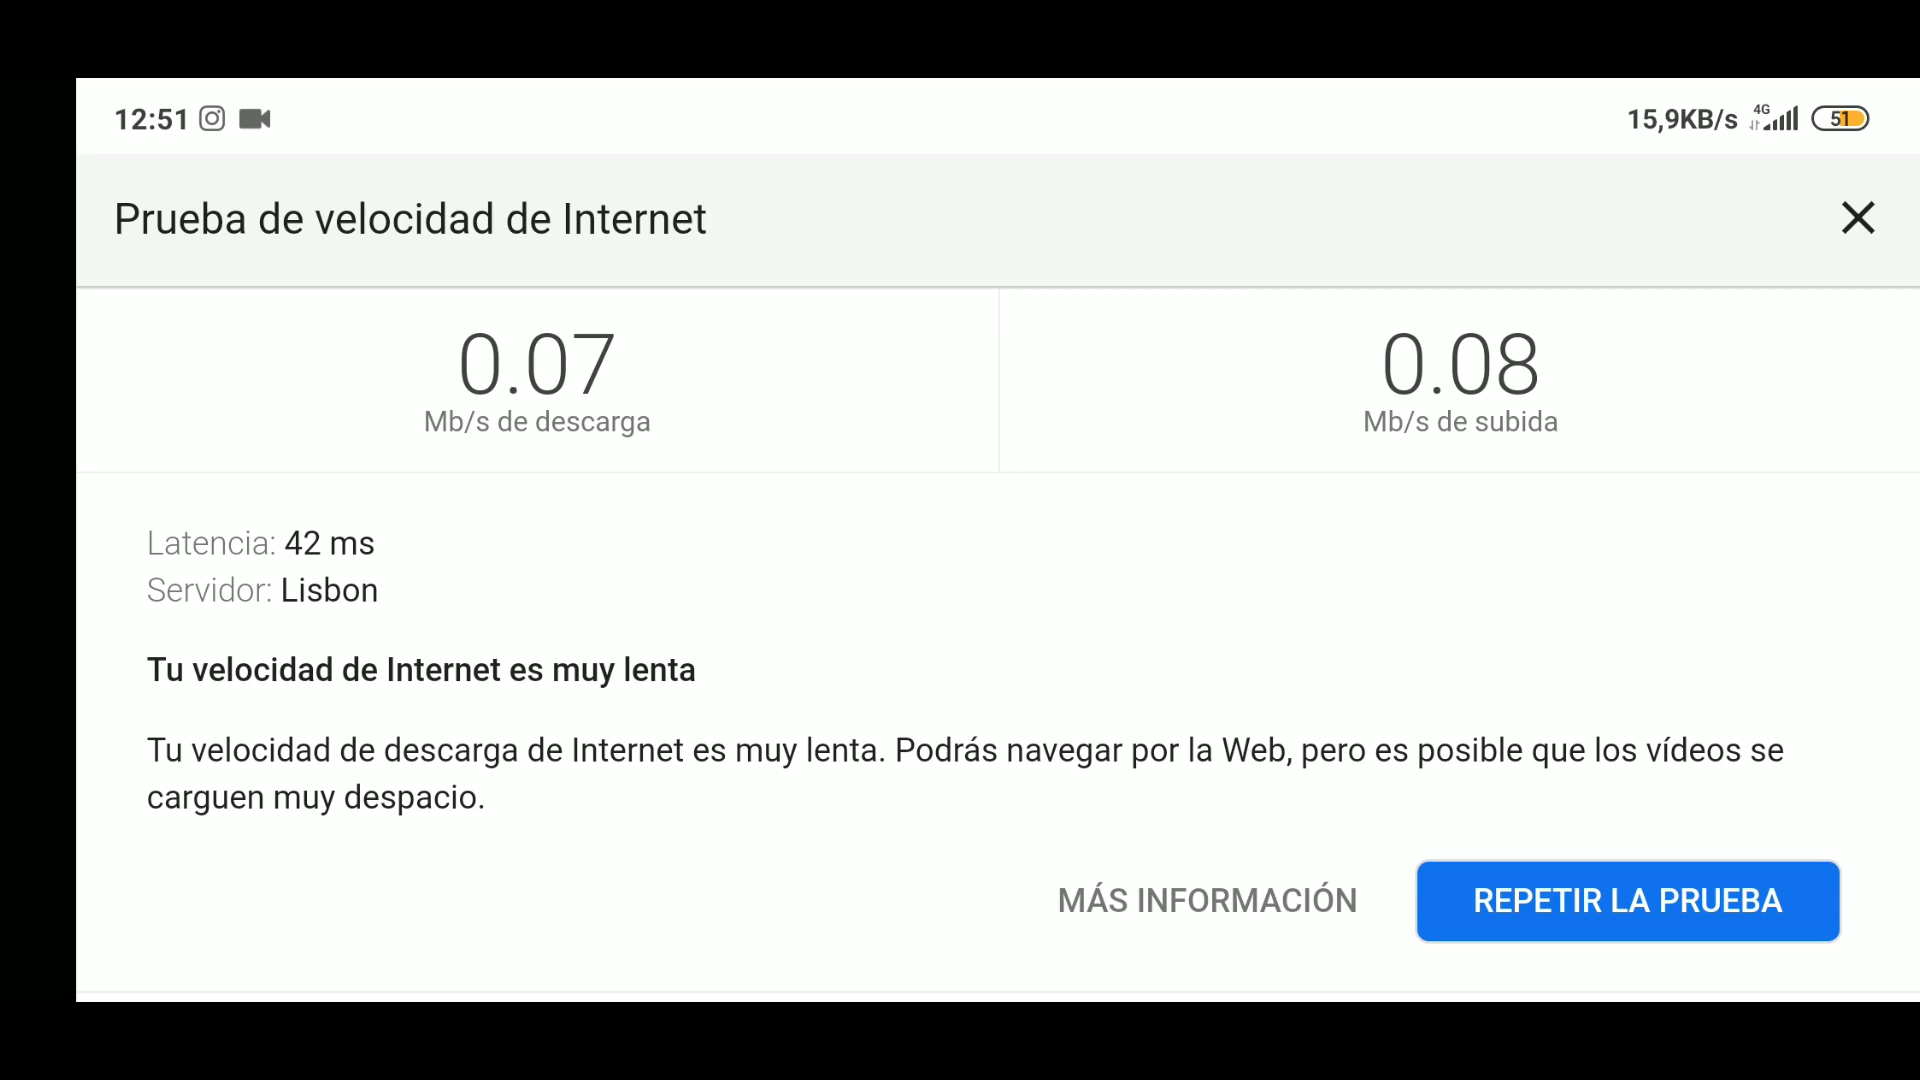 12:51 15,9KB/s 4G 51
Prueba de velocidad de Internet
0.07 0.08
Mb/s de descarga Mb/s de subida
Latencia: 42 ms
Servidor: Lisbon
Tu velocidad de Internet es muy lenta
Tu velocidad de descarga de Internet es muy lenta. Podrás navegar por la Web, pero es posible que los vídeos se
carguen muy despacio.
MÁS INFORMACIÓN REPETIR LA PRUEBA